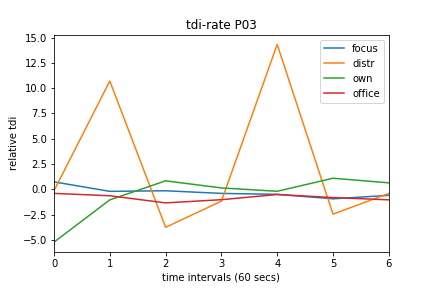 tdi-rate P03
15.0
12.5
10.0
7.5
5.0
2.5
0.0
−2.5
−5.0
relative tdi
focus
distr
own
office
0 1 2 3 4 5 6
time intervals (60 secs)